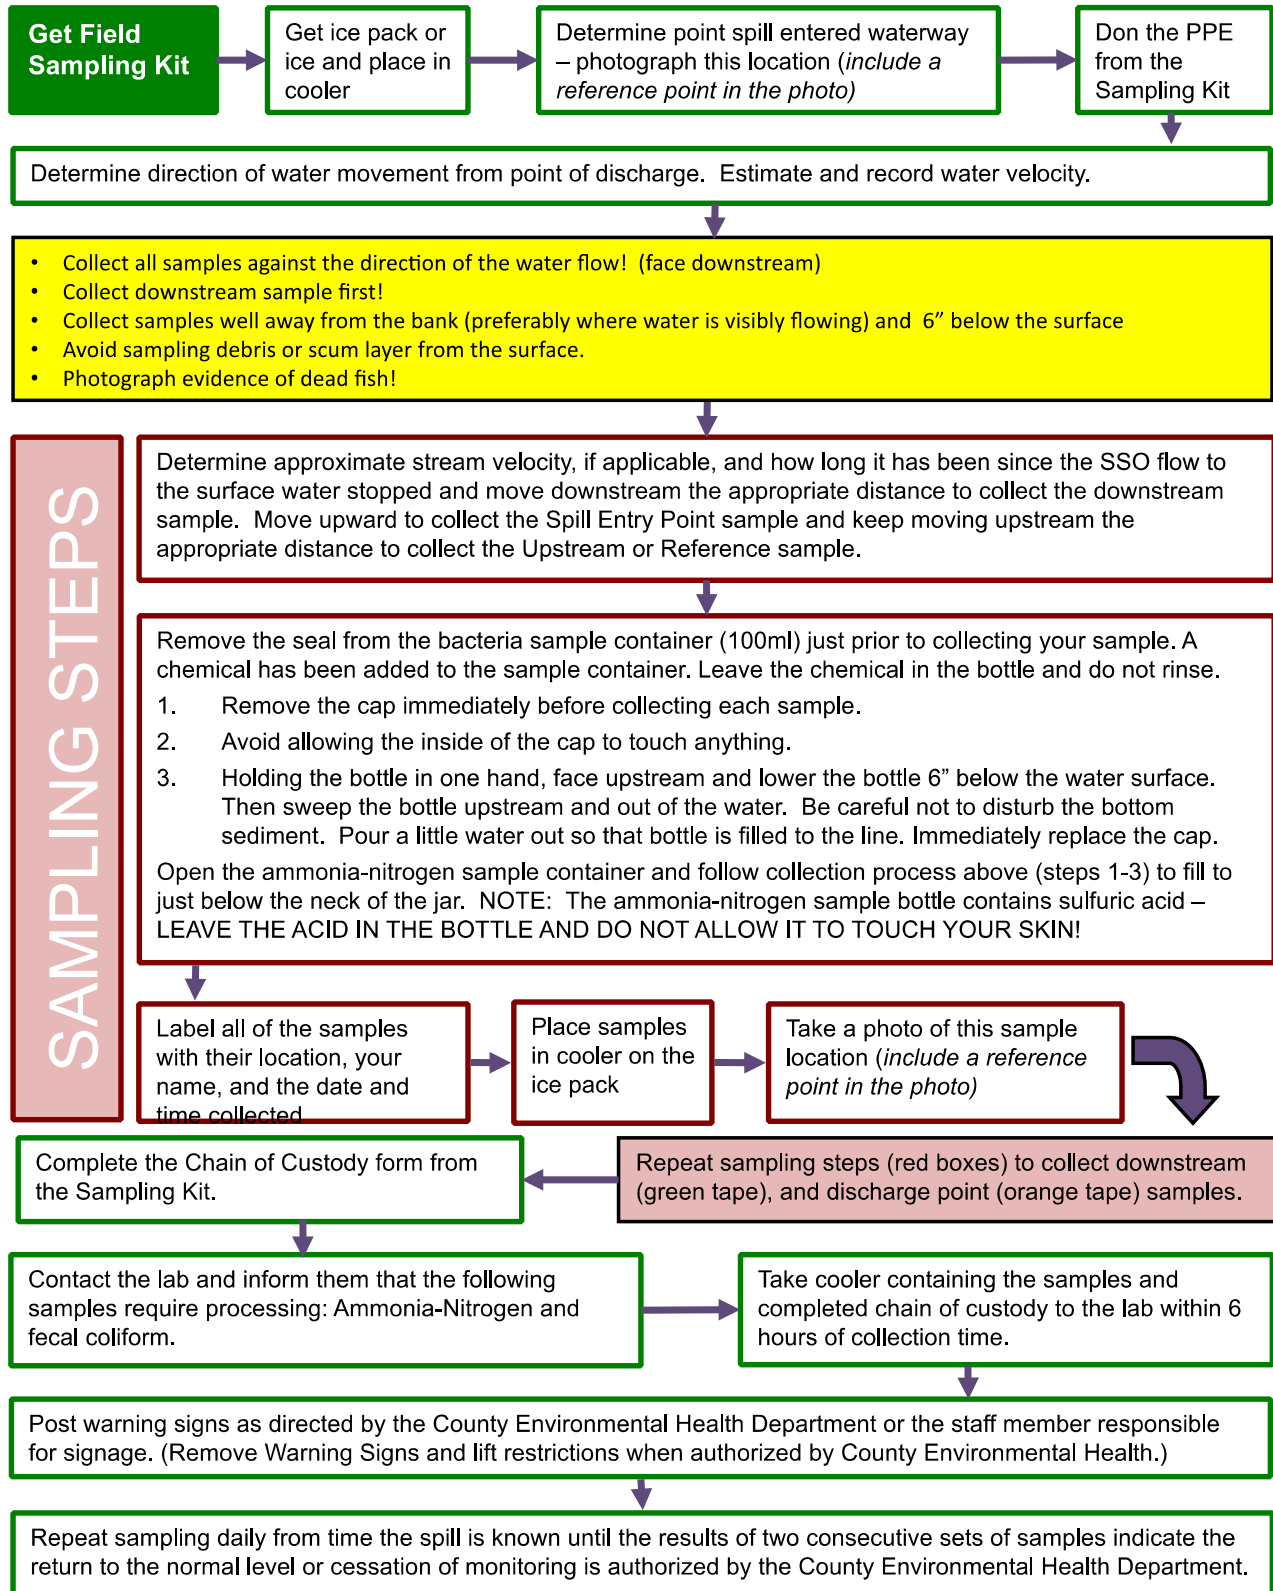 Get Field
Sampling Kit
Get ice pack or
ice and place in
cooler
Determine point spill entered waterway
– photograph this location (include a
reference point in the photo)
Don the PPE
from the
Sampling Kit
Determine direction of water movement from point of discharge.  Estimate and record water velocity.
• Collect all samples against the direction of the water flow!  (face downstream)
• Collect downstream sample first!
• Collect samples well away from the bank (preferably where water is visibly flowing) and  6” below the surface
• Avoid sampling debris or scum layer from the surface.
• Photograph evidence of dead fish!
SAMPLING STEPS
Determine approximate stream velocity, if applicable, and how long it has been since the SSO flow to
the surface water stopped and move downstream the appropriate distance to collect the downstream
sample.  Move upward to collect the Spill Entry Point sample and keep moving upstream the
appropriate distance to collect the Upstream or Reference sample.
Remove the seal from the bacteria sample container (100ml) just prior to collecting your sample. A
chemical has been added to the sample container. Leave the chemical in the bottle and do not rinse.
1. Remove the cap immediately before collecting each sample.
2. Avoid allowing the inside of the cap to touch anything.
3. Holding the bottle in one hand, face upstream and lower the bottle 6” below the water surface.
Then sweep the bottle upstream and out of the water.  Be careful not to disturb the bottom
sediment.  Pour a little water out so that bottle is filled to the line. Immediately replace the cap.
Open the ammonia-nitrogen sample container and follow collection process above (steps 1-3) to fill to
just below the neck of the jar.  NOTE:  The ammonia-nitrogen sample bottle contains sulfuric acid –
LEAVE THE ACID IN THE BOTTLE AND DO NOT ALLOW IT TO TOUCH YOUR SKIN!
Label all of the samples
with their location, your
name, and the date and
time collected
Place samples
in cooler on the
ice pack
Take a photo of this sample
location (include a reference
point in the photo)
Repeat sampling steps (red boxes) to collect downstream
(green tape), and discharge point (orange tape) samples.
Complete the Chain of Custody form from
the Sampling Kit.
Contact the lab and inform them that the following
samples require processing: Ammonia-Nitrogen and
fecal coliform.
Take cooler containing the samples and
completed chain of custody to the lab within 6
hours of collection time.
Post warning signs as directed by the County Environmental Health Department or the staff member responsible
for signage. (Remove Warning Signs and lift restrictions when authorized by County Environmental Health.)
Repeat sampling daily from time the spill is known until the results of two consecutive sets of samples indicate the
return to the normal level or cessation of monitoring is authorized by the County Environmental Health Department.